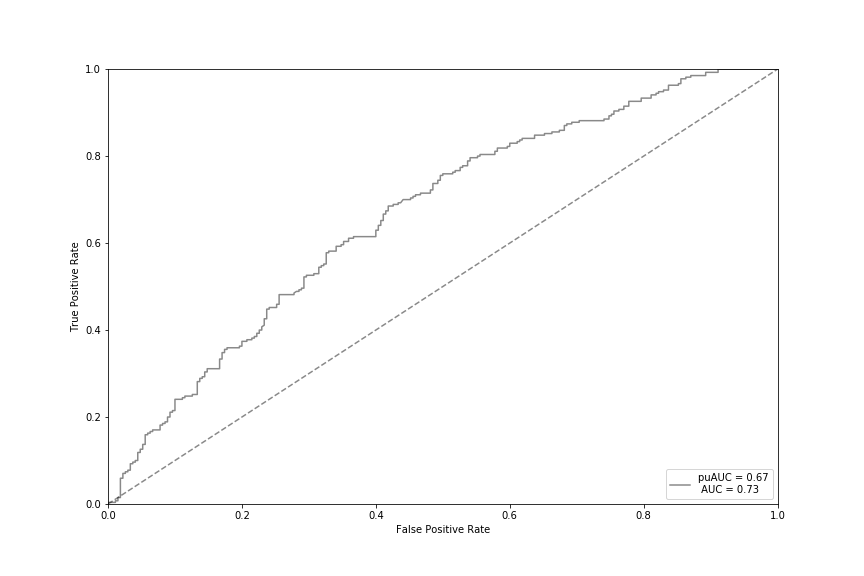 1.0
0.8
0.6
0.4
0.2
0.0
True Positive Rate
puAUC = 0.67
AUC = 0.73
0.0 0.2 0.4 0.6 0.8 1.0
False Positive Rate